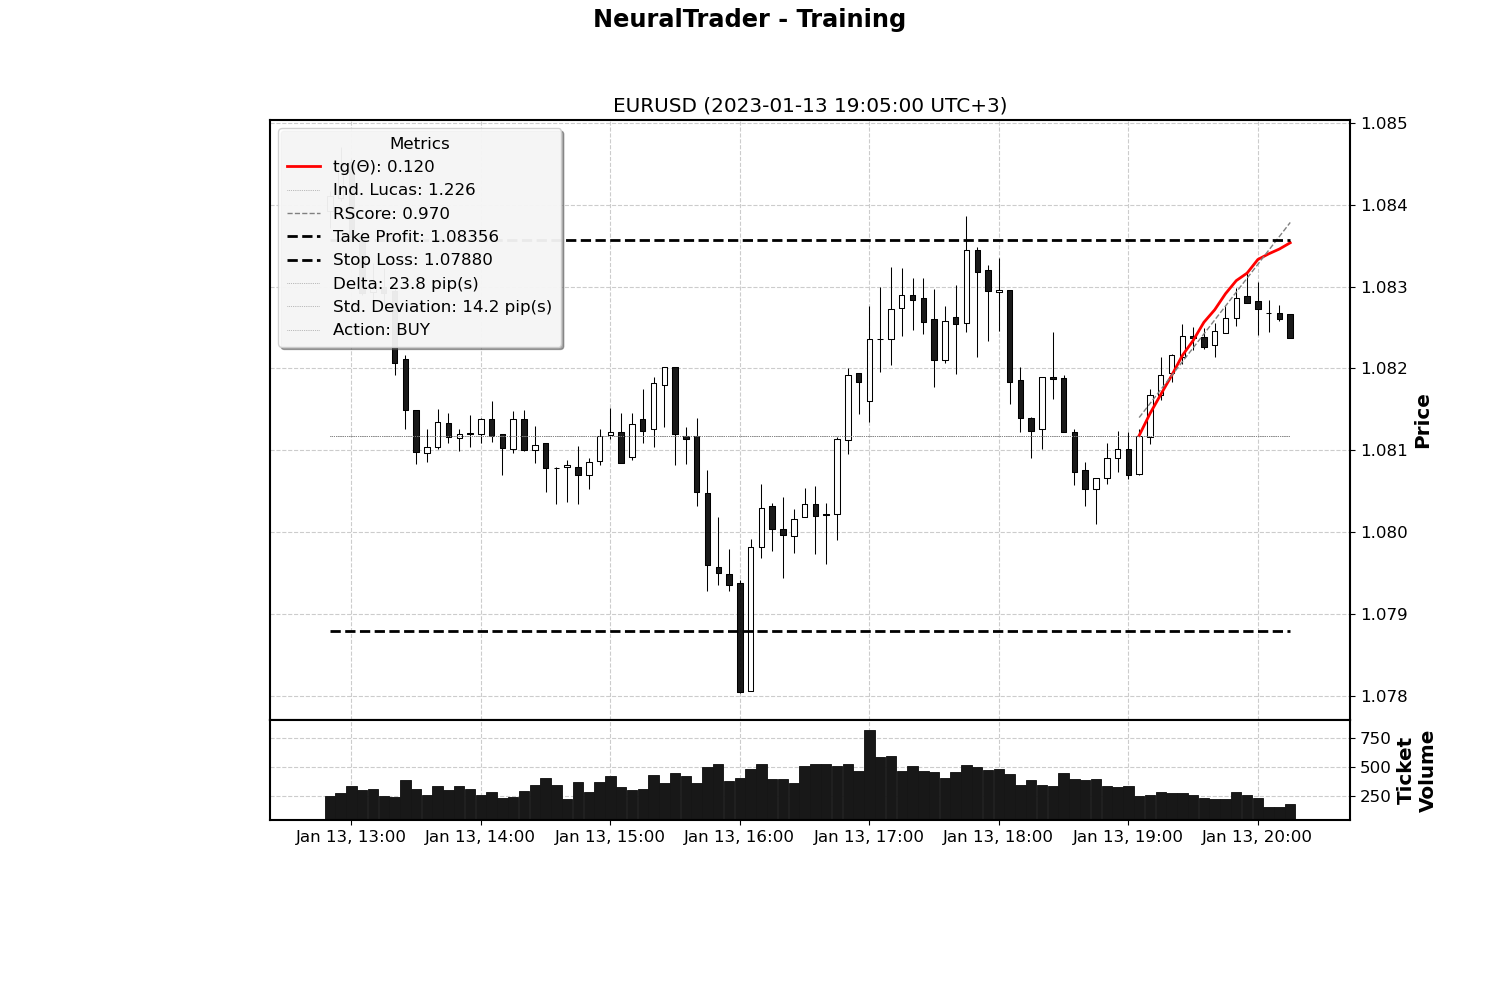 NeuralTrader - Training
EURUSD (2023-01-13 19:05:00 UTC+3)
Metrics
tg(Θ): 0.120
Ind. Lucas: 1.226
RScore: 0.970
Take Profit: 1.08356
Stop Loss: 1.07880
Delta: 23.8 pip(s)
Std. Deviation: 14.2 pip(s)
Action: BUY
1.085
1.084
1.083
1.082
1.081
1.080
1.079
1.078
Price
750
500
250
Ticket
Volume
Jan 13, 13:00
Jan 13, 14:00
Jan 13, 15:00
Jan 13, 16:00
Jan 13, 17:00
Jan 13, 18:00
Jan 13, 19:00
Jan 13, 20:00